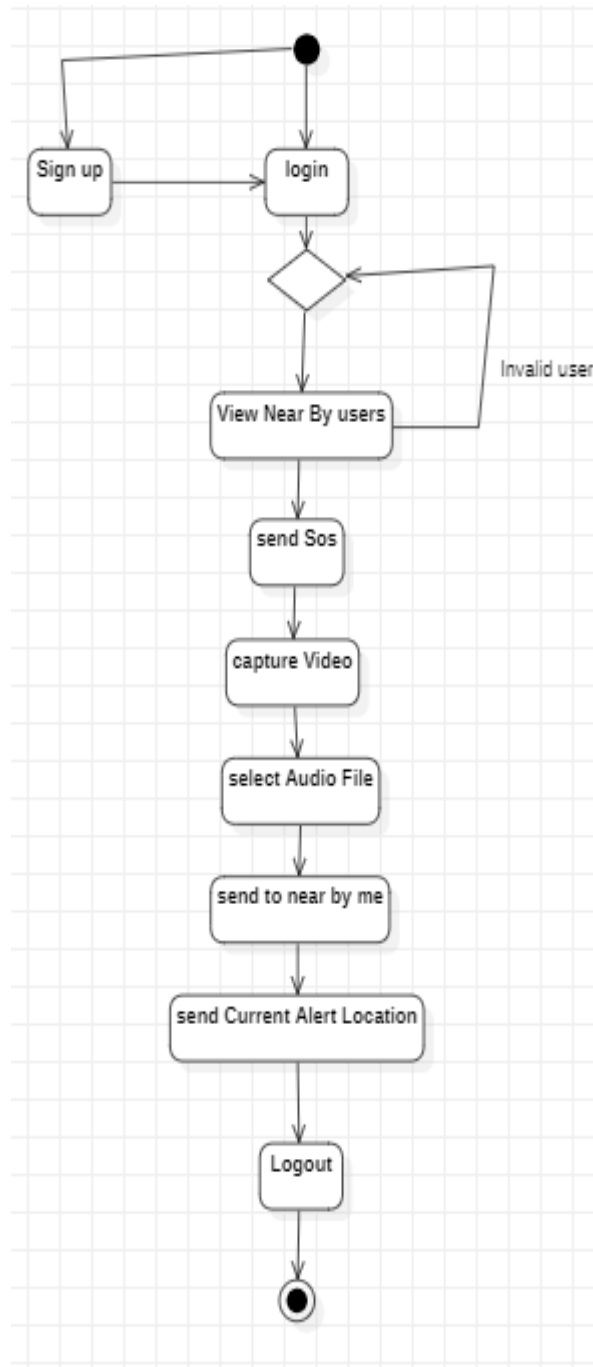 Sign up
login
Invalid user
View Near By users
send Sos
capture Video
select Audio File
send to near by me
send Current Alert Location
Logout